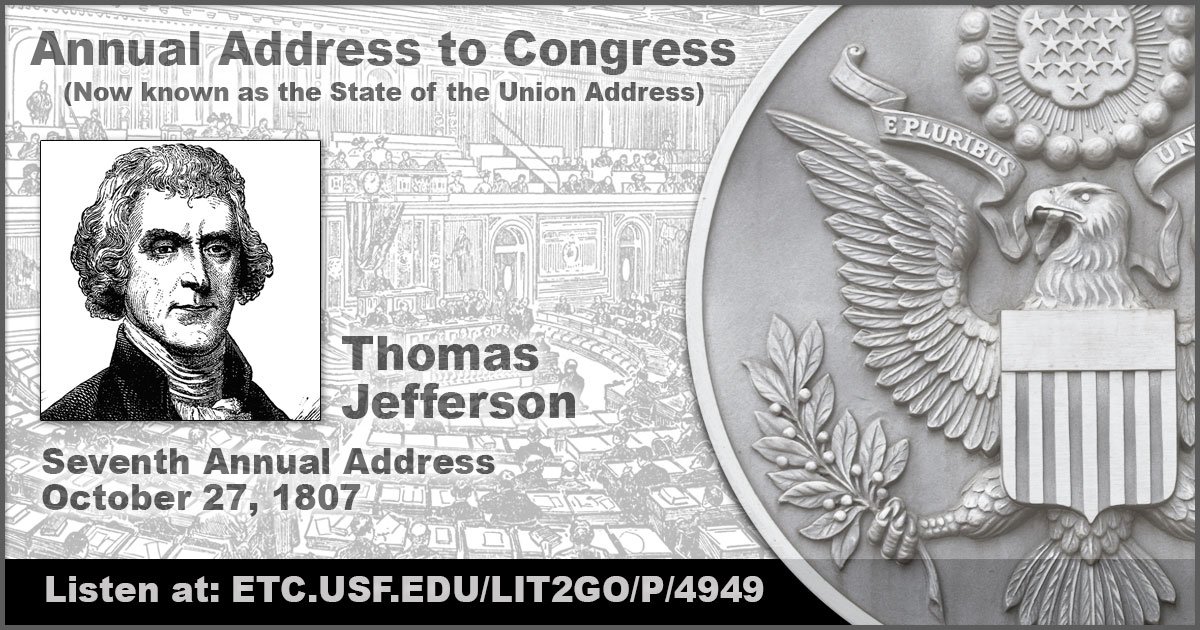 Annual Address to Congress
(Now known as the State of the Union Address)
E PLURIBUS
UN
Thomas
Jefferson
Seventh Annual Address
October 27, 1807
Listen at: ETC.USF.EDU/LIT2GO/P/4949